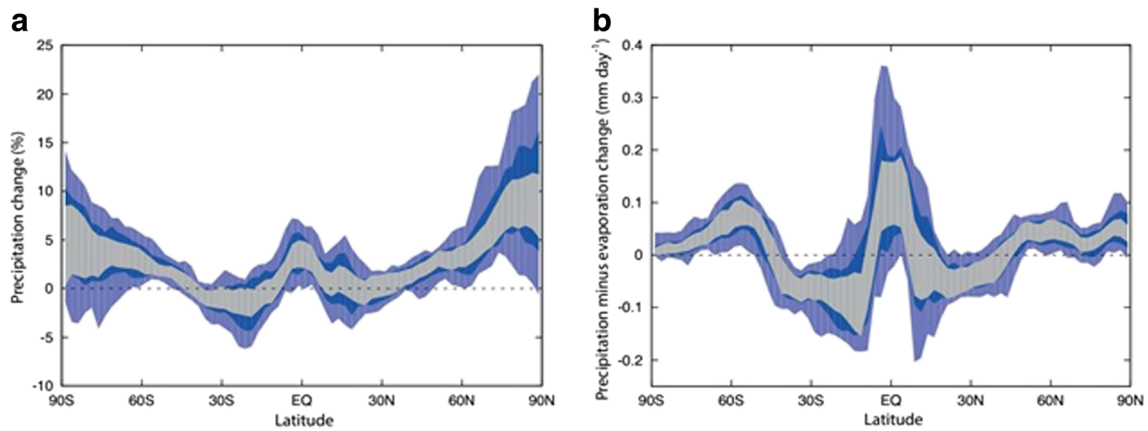 a
Precipitation change (%)
25
20
15
10
5
0
-5
-10
90S 60S 30S EQ 30N 60N 90N
Latitude
b
Precipitation minus evaporation change (mm day⁻¹)
0.4
0.3
0.2
0.1
0
-0.1
-0.2
90S 60S 30S EQ 30N 60N 90N
Latitude